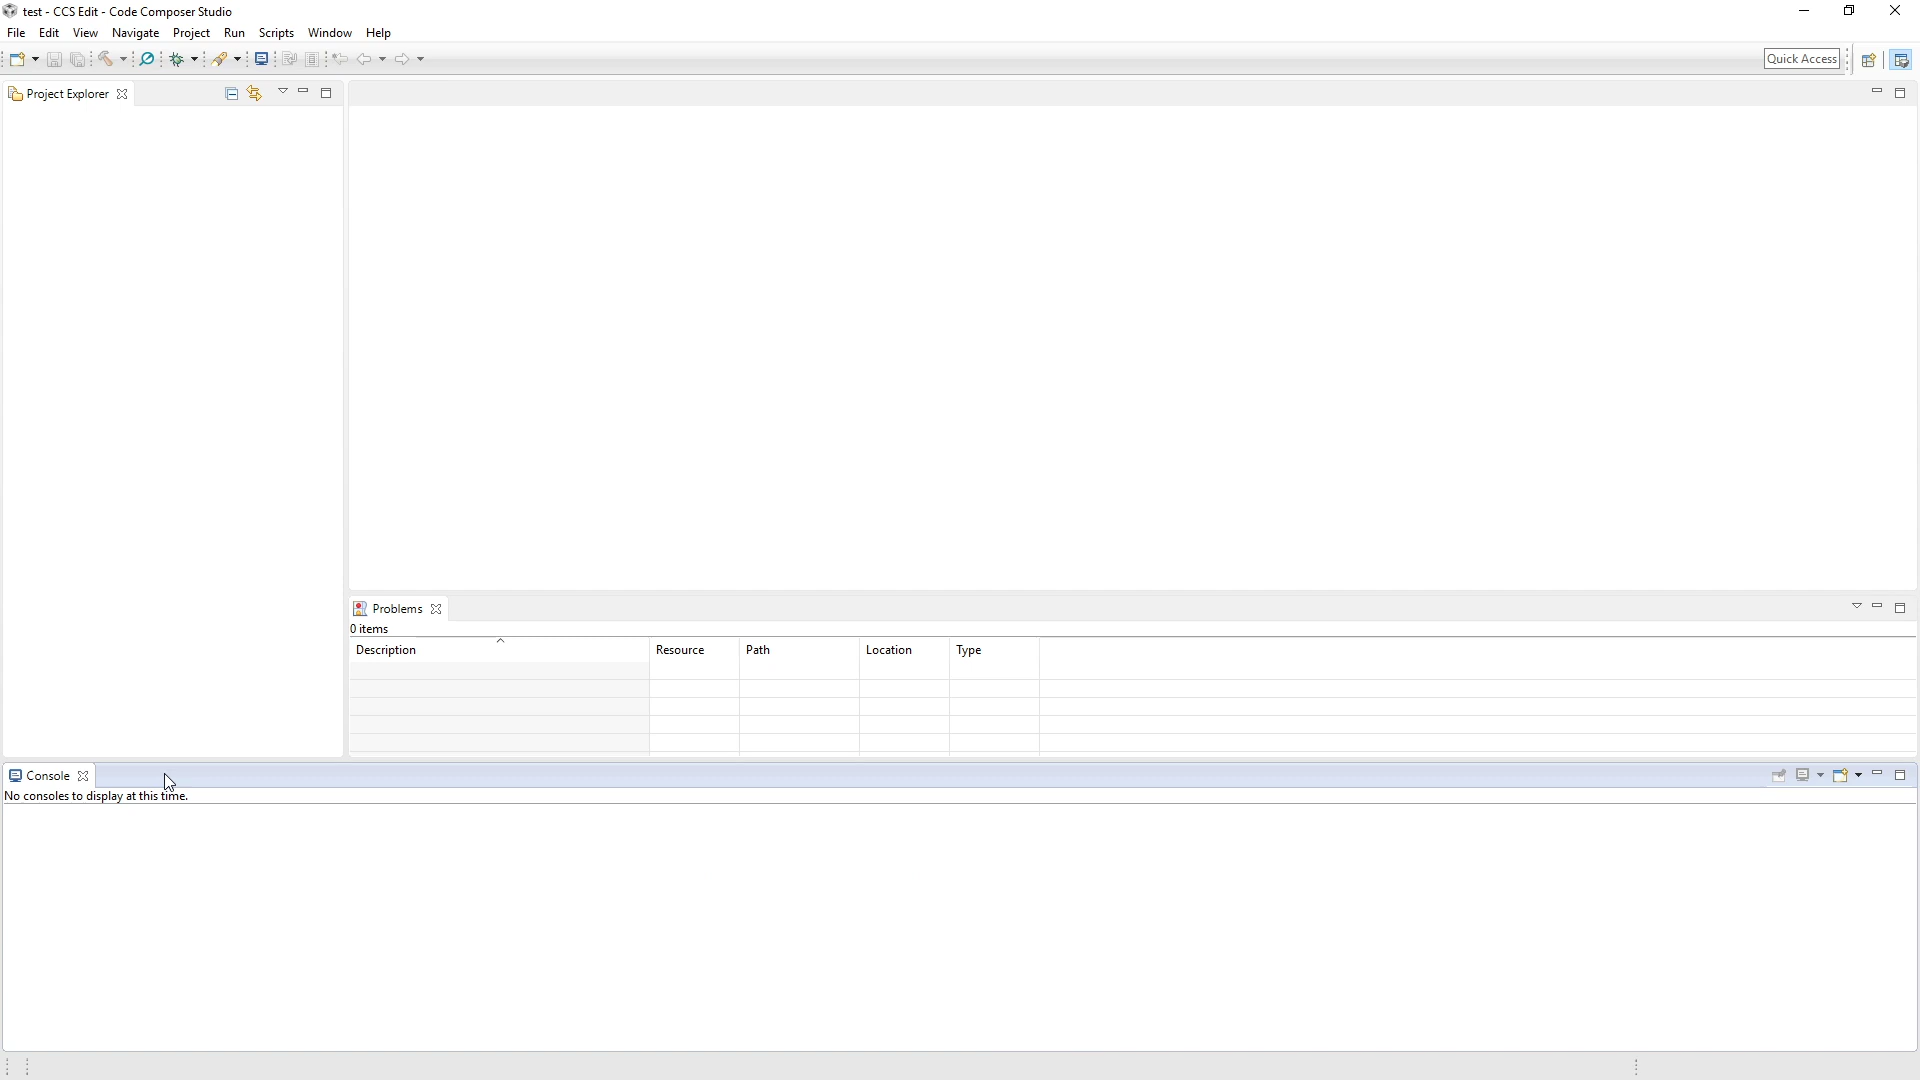 test - CCS Edit - Code Composer Studio
File Edit View Navigate Project Run Scripts Window Help
Quick Access
Project Explorer
Problems
0 items
Description Resource Path Location Type
Console
No consoles to display at this time.